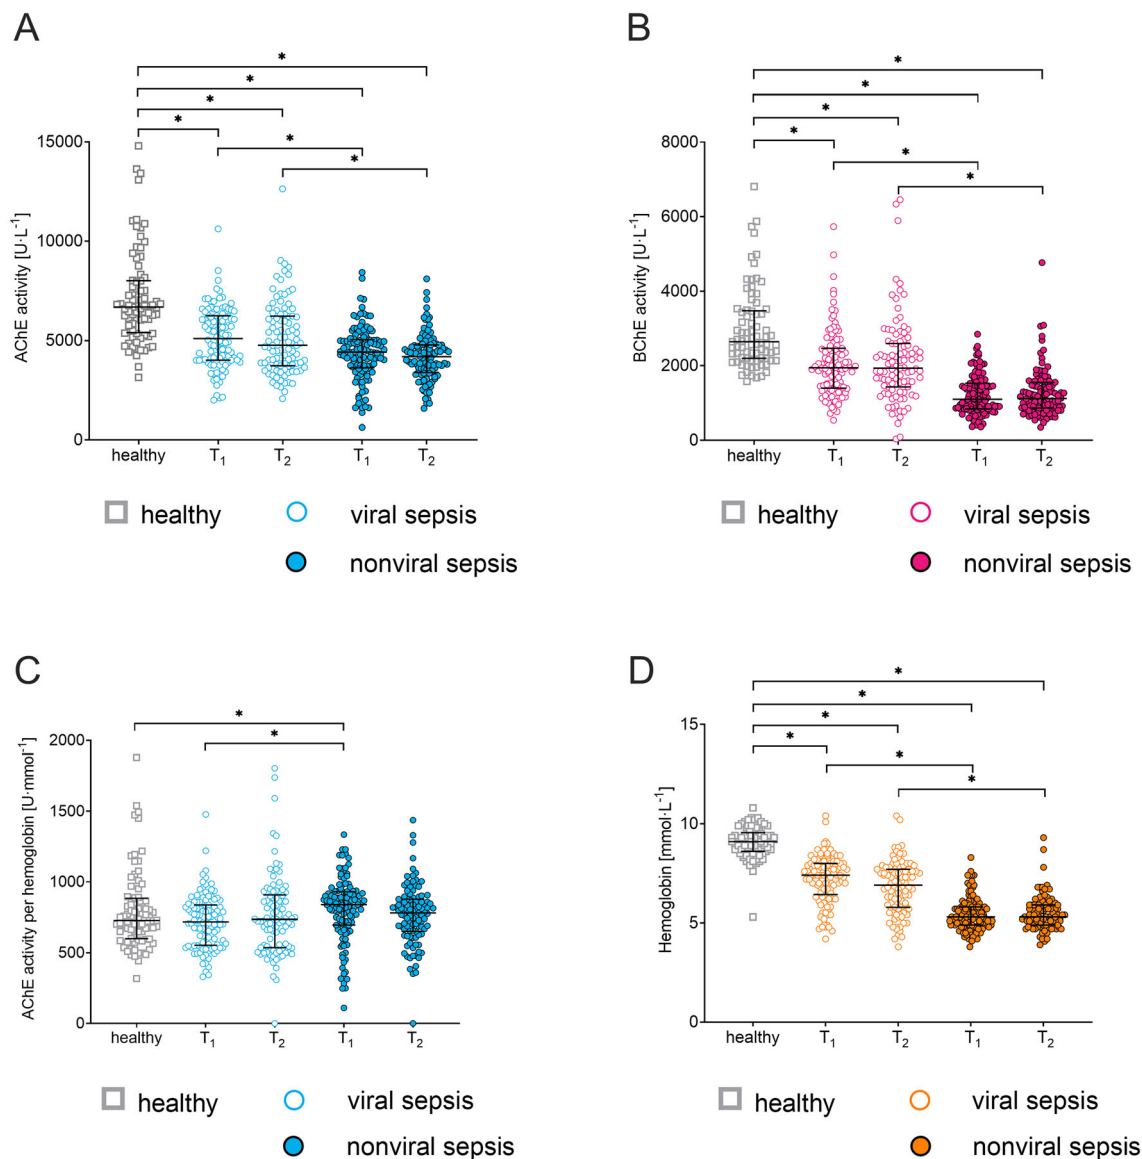 A
* 
*
*
*
*
*
15000
10000
5000
0
AChE activity [U·L⁻¹]
healthy T₁ T₂ T₁ T₂
healthy viral sepsis
nonviral sepsis
B
*
*
*
*
*
*
8000
6000
4000
2000
0
BChE activity [U·L⁻¹]
healthy T₁ T₂ T₁ T₂
healthy viral sepsis
nonviral sepsis
C
*
*
2000
1500
1000
500
0
AChE activity per hemoglobin [U·mmol⁻¹]
healthy T₁ T₂ T₁ T₂
healthy viral sepsis
nonviral sepsis
D
*
*
*
*
*
*
15
10
5
0
Hemoglobin [mmol·L⁻¹]
healthy T₁ T₂ T₁ T₂
healthy viral sepsis
nonviral sepsis